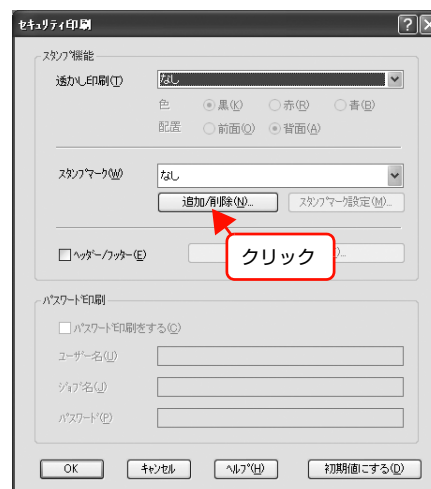 セキュリティ印刷
スタンプ機能
透かし印刷(T) なし
色 黒(K) 赤(R) 青(B)
配置 前面(O) 背面(A)
スタンプマーク(W) なし
追加/削除(N)... スタンプマーク設定(M)...
クリック
ヘッダー/フッター(E)
パスワード印刷
パスワード印刷をする(C)
ユーザー名(U)
ジョブ名(J)
パスワード(P)
OK キャンセル ヘルプ(H) 初期値にする(D)